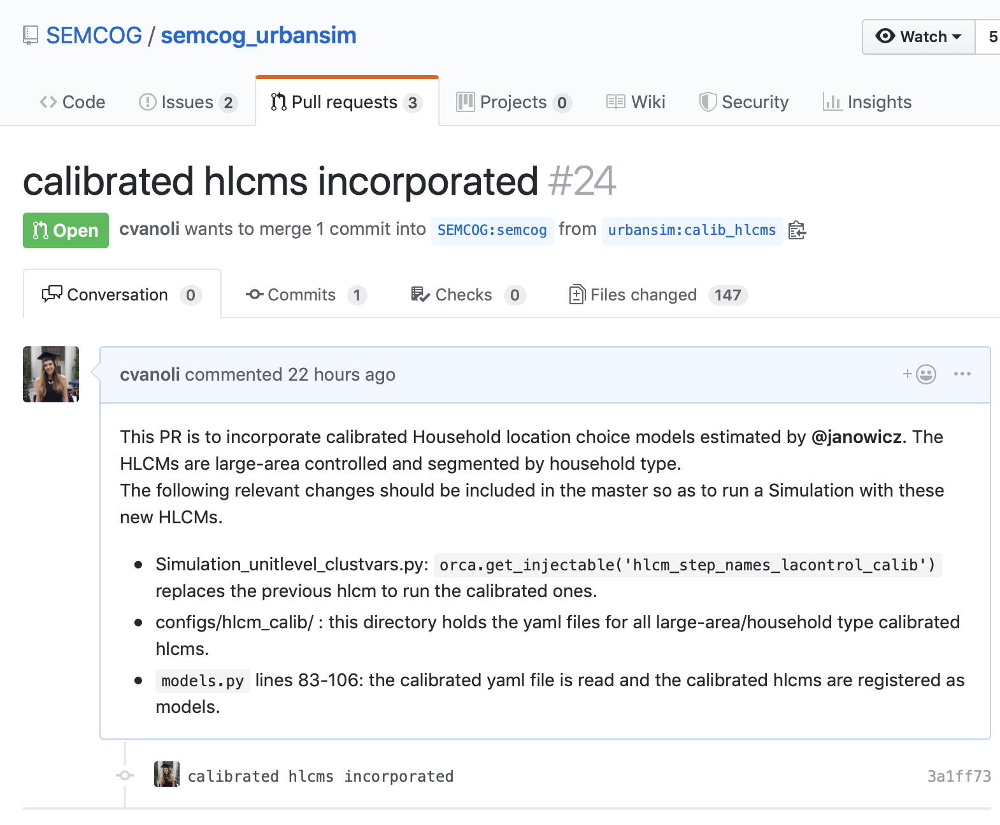 SEMCOG / semcog_urbansim
Watch 5
Code Issues 2 Pull requests 3 Projects 0 Wiki Security Insights
calibrated hlcms incorporated #24
Open cvanoli wants to merge 1 commit into SEMCOG:semcog from urbansim:calib_hlcms
Conversation 0 Commits 1 Checks 0 Files changed 147
cvanoli commented 22 hours ago
This PR is to incorporate calibrated Household location choice models estimated by @janowicz. The
HLCMs are large-area controlled and segmented by household type.
The following relevant changes should be included in the master so as to run a Simulation with these
new HLCMs.
• Simulation_unitlevel_clustvars.py: orca.get_injectable('hlcm_step_names_lacontrol_calib')
replaces the previous hlcm to run the calibrated ones.
• configs/hlcm_calib/ : this directory holds the yaml files for all large-area/household type calibrated
hlcms.
• models.py lines 83-106: the calibrated yaml file is read and the calibrated hlcms are registered as
models.
calibrated hlcms incorporated 3a1ff73